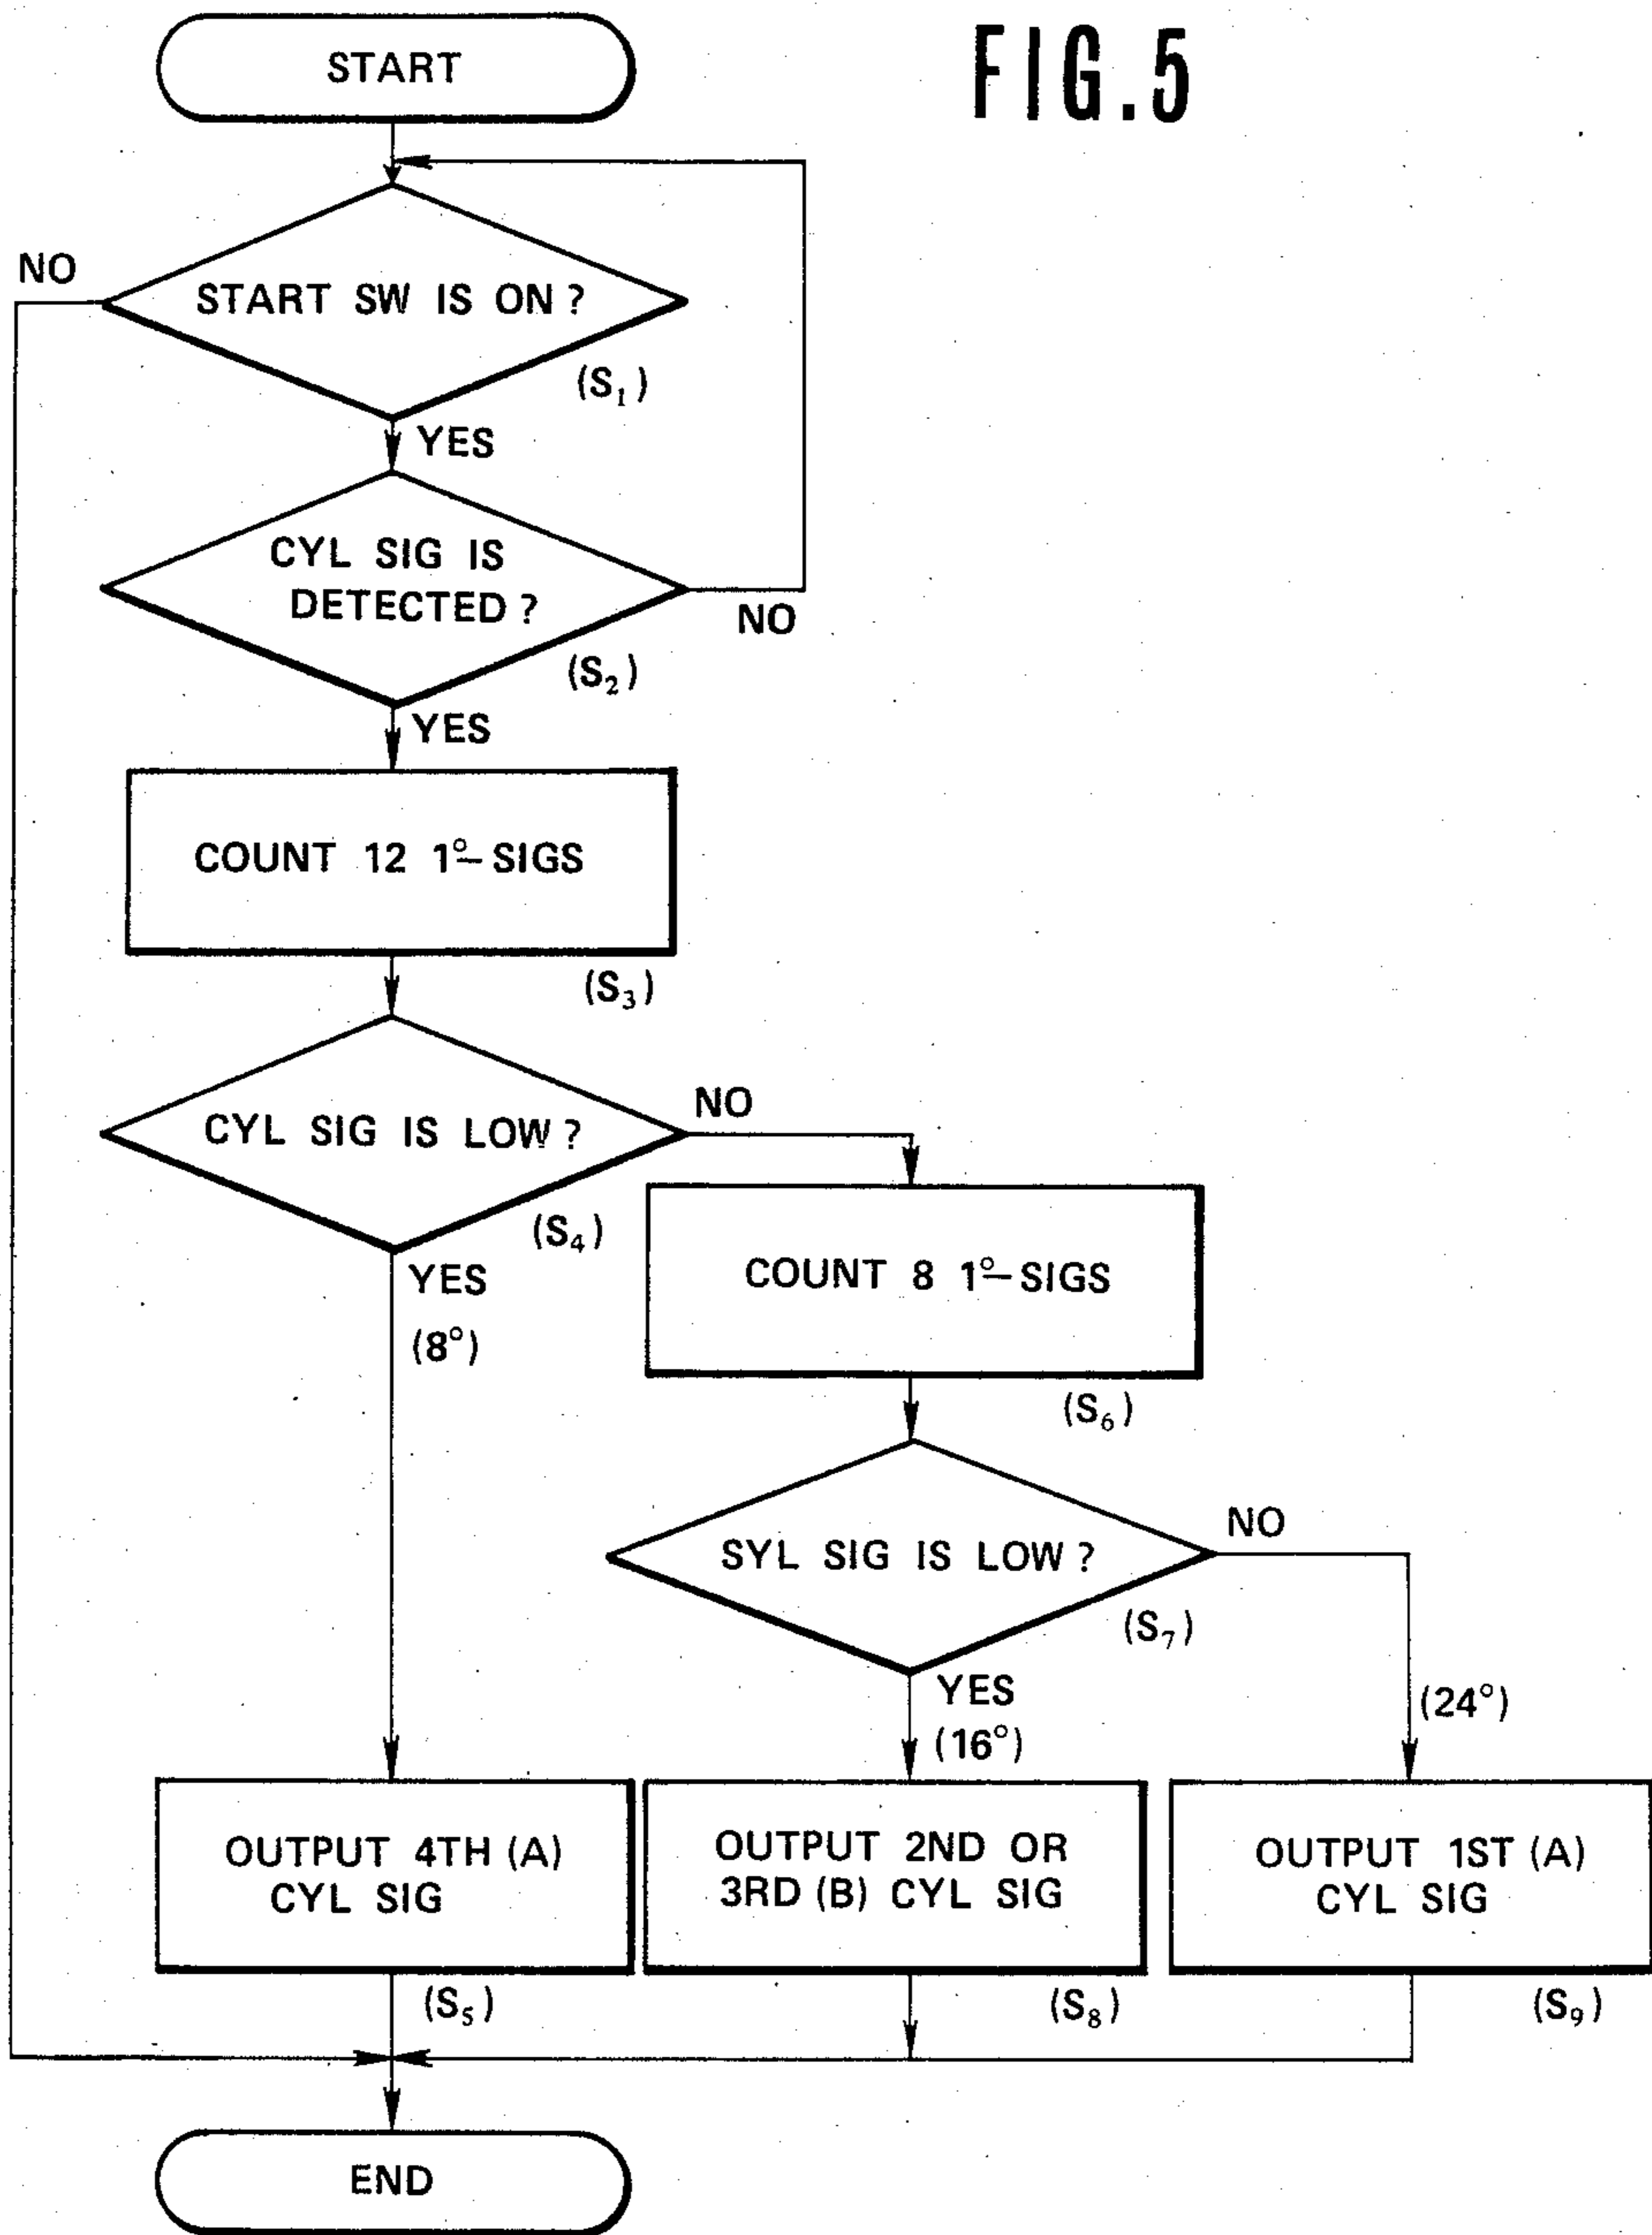 FIG.5
START
NO
START SW IS ON?
(S1)
YES
CYL SIG IS
DETECTED?
NO
(S2)
YES
COUNT 12 1°-SIGS
(S3)
CYL SIG IS LOW?
NO
(S4)
YES
(8°)
COUNT 8 1°-SIGS
(S6)
SYL SIG IS LOW?
NO
(S7)
YES
(16°)
(24°)
OUTPUT 4TH (A)
CYL SIG
(S5)
OUTPUT 2ND OR
3RD (B) CYL SIG
(S8)
OUTPUT 1ST (A)
CYL SIG
(S9)
END